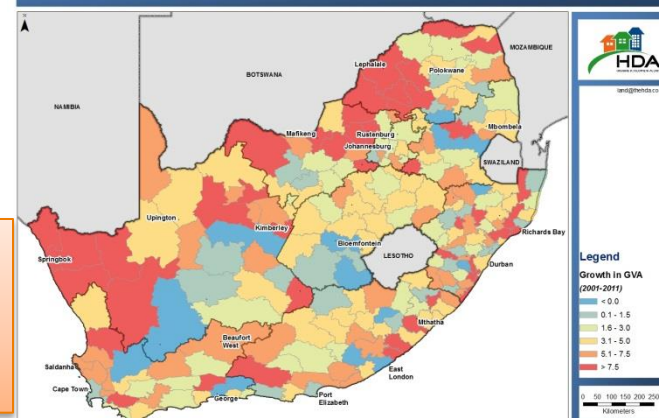 MOZAMBIQUE
Lephalale
Polokwane
BOTSWANA
NAMIBIA
Mafikeng
Rustenburg
Mbombela
Johannesburg
SWAZILAND
Upington
Kimberley
Richards Bay
Bloemfontein
LESOTHO
Springbok
Durban
Mthatha
Beaufort
West
Saldanha
East
London
Cape Town
George
Port
Elizabeth
HDA
Legend
Growth in GVA
(2001-2011)
< 0.0
0.1 - 1.5
1.6 - 3.0
3.1 - 5.0
5.1 - 7.5
> 7.5
0 50 100 150 200 250
Kilometers